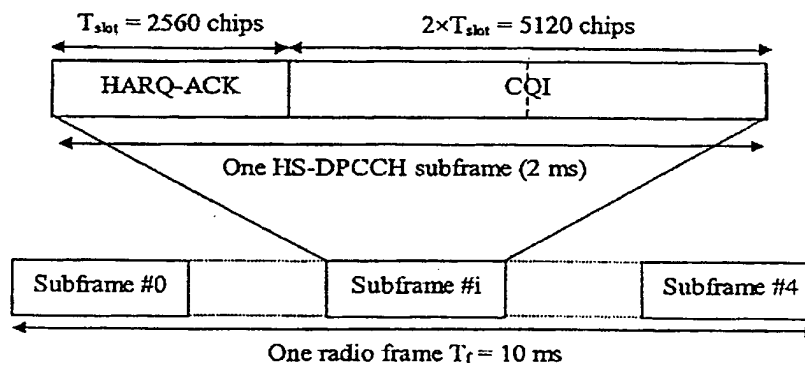 T_slot = 2560 chips 2×T_slot = 5120 chips
HARQ-ACK CQI
One HS-DPCCH subframe (2 ms)
Subframe #0 Subframe #i Subframe #4
One radio frame T_f = 10 ms